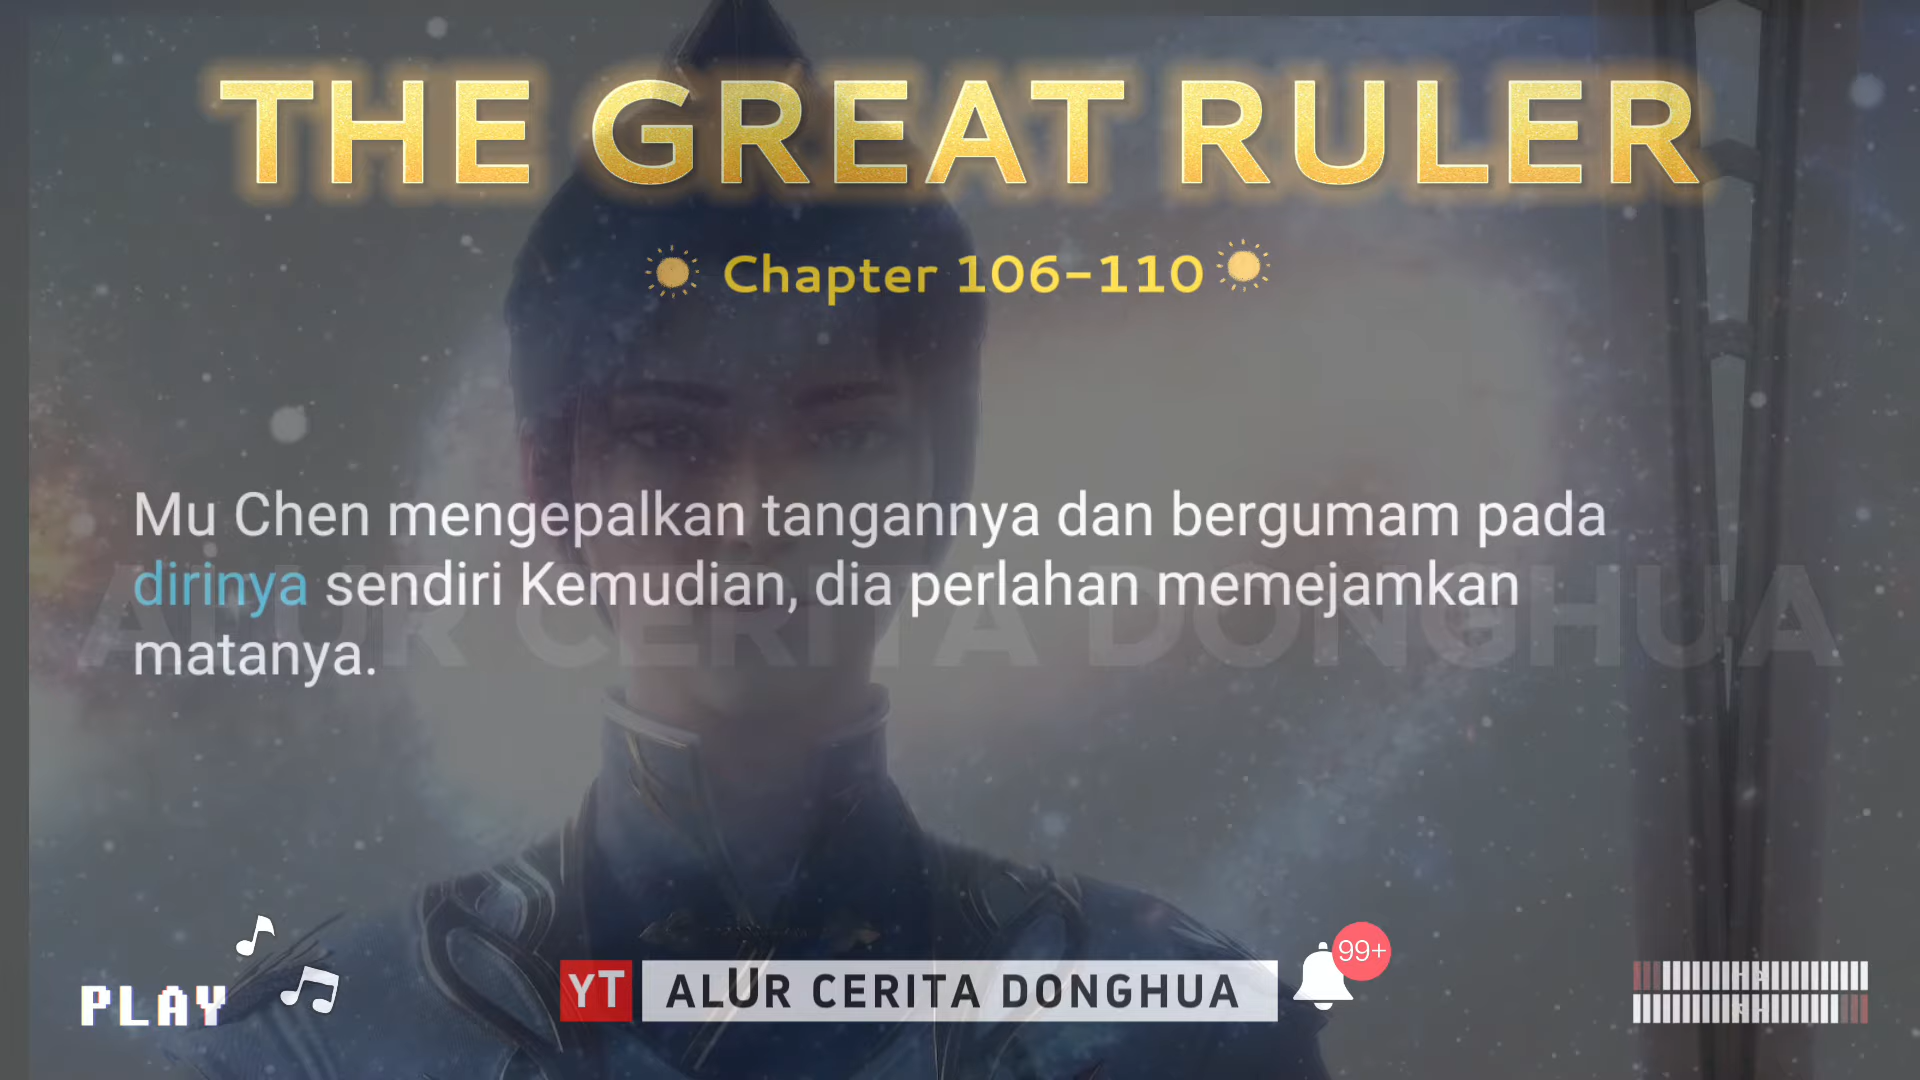 THE GREAT RULER
Chapter 106-110
Mu Chen mengepalkan tangannya dan bergumam pada
dirinya sendiri Kemudian, dia perlahan memejamkan
matanya.
ALUR CERITA DONGHUA
PLAY
YT ALUR CERITA DONGHUA
99+